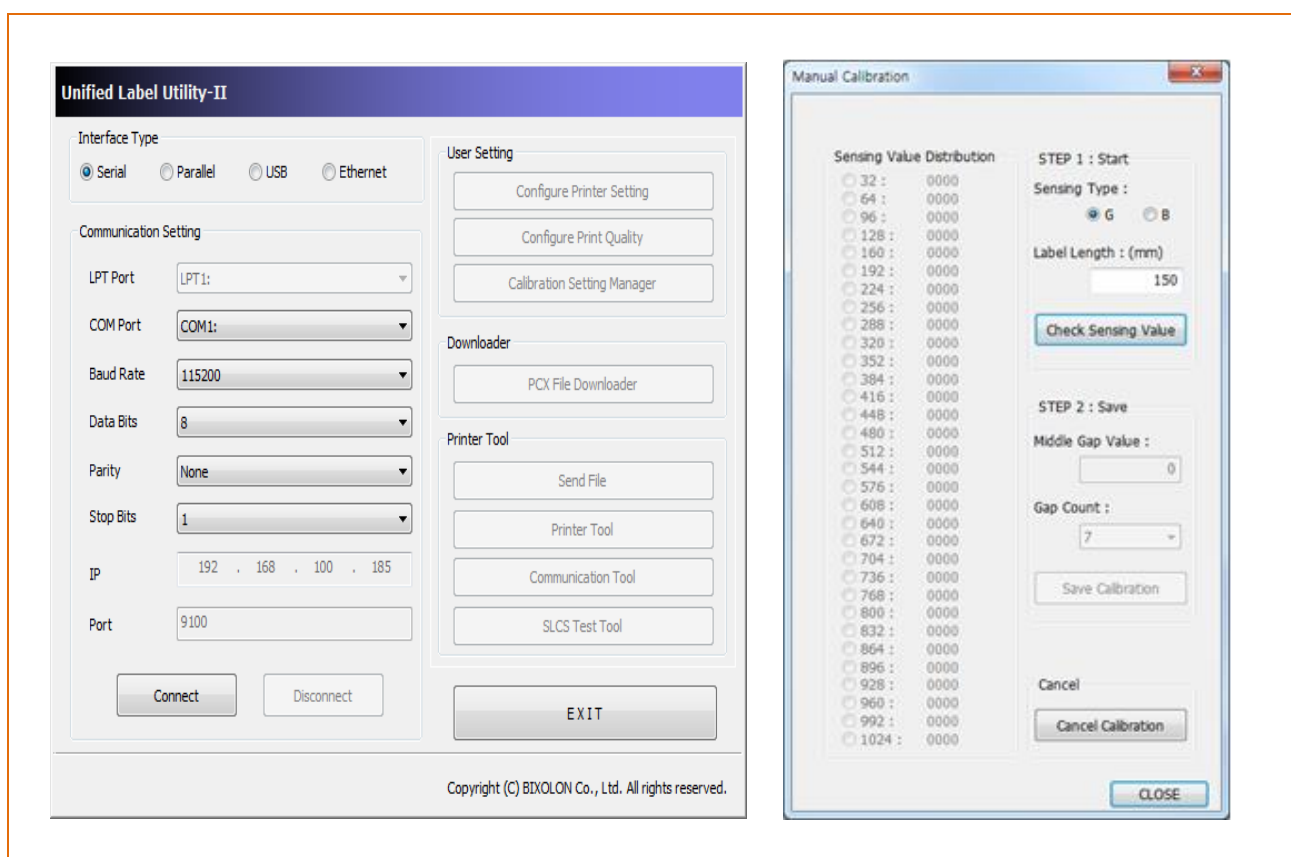 Unified Label Utility-II
Interface Type
Serial Parallel USB Ethernet
Communication Setting
LPT Port LPT1:
COM Port COM1:
Baud Rate 115200
Data Bits 8
Parity None
Stop Bits 1
IP 192 . 168 . 100 . 185
Port 9100
Connect Disconnect
User Setting
Configure Printer Setting
Configure Print Quality
Calibration Setting Manager
Downloader
PCX File Downloader
Printer Tool
Send File
Printer Tool
Communication Tool
SLCS Test Tool
EXIT
Copyright (C) BIXOLON Co., Ltd. All rights reserved.
Manual Calibration
Sensing Value Distribution
32 : 0000
64 : 0000
96 : 0000
128 : 0000
160 : 0000
192 : 0000
224 : 0000
256 : 0000
288 : 0000
320 : 0000
352 : 0000
384 : 0000
416 : 0000
448 : 0000
480 : 0000
512 : 0000
544 : 0000
576 : 0000
608 : 0000
640 : 0000
672 : 0000
704 : 0000
736 : 0000
768 : 0000
800 : 0000
832 : 0000
864 : 0000
896 : 0000
928 : 0000
960 : 0000
992 : 0000
1024 : 0000
STEP 1 : Start
Sensing Type :
G B
Label Length : (mm)
150
Check Sensing Value
STEP 2 : Save
Middle Gap Value :
0
Gap Count :
7
Save Calibration
Cancel
Cancel Calibration
CLOSE